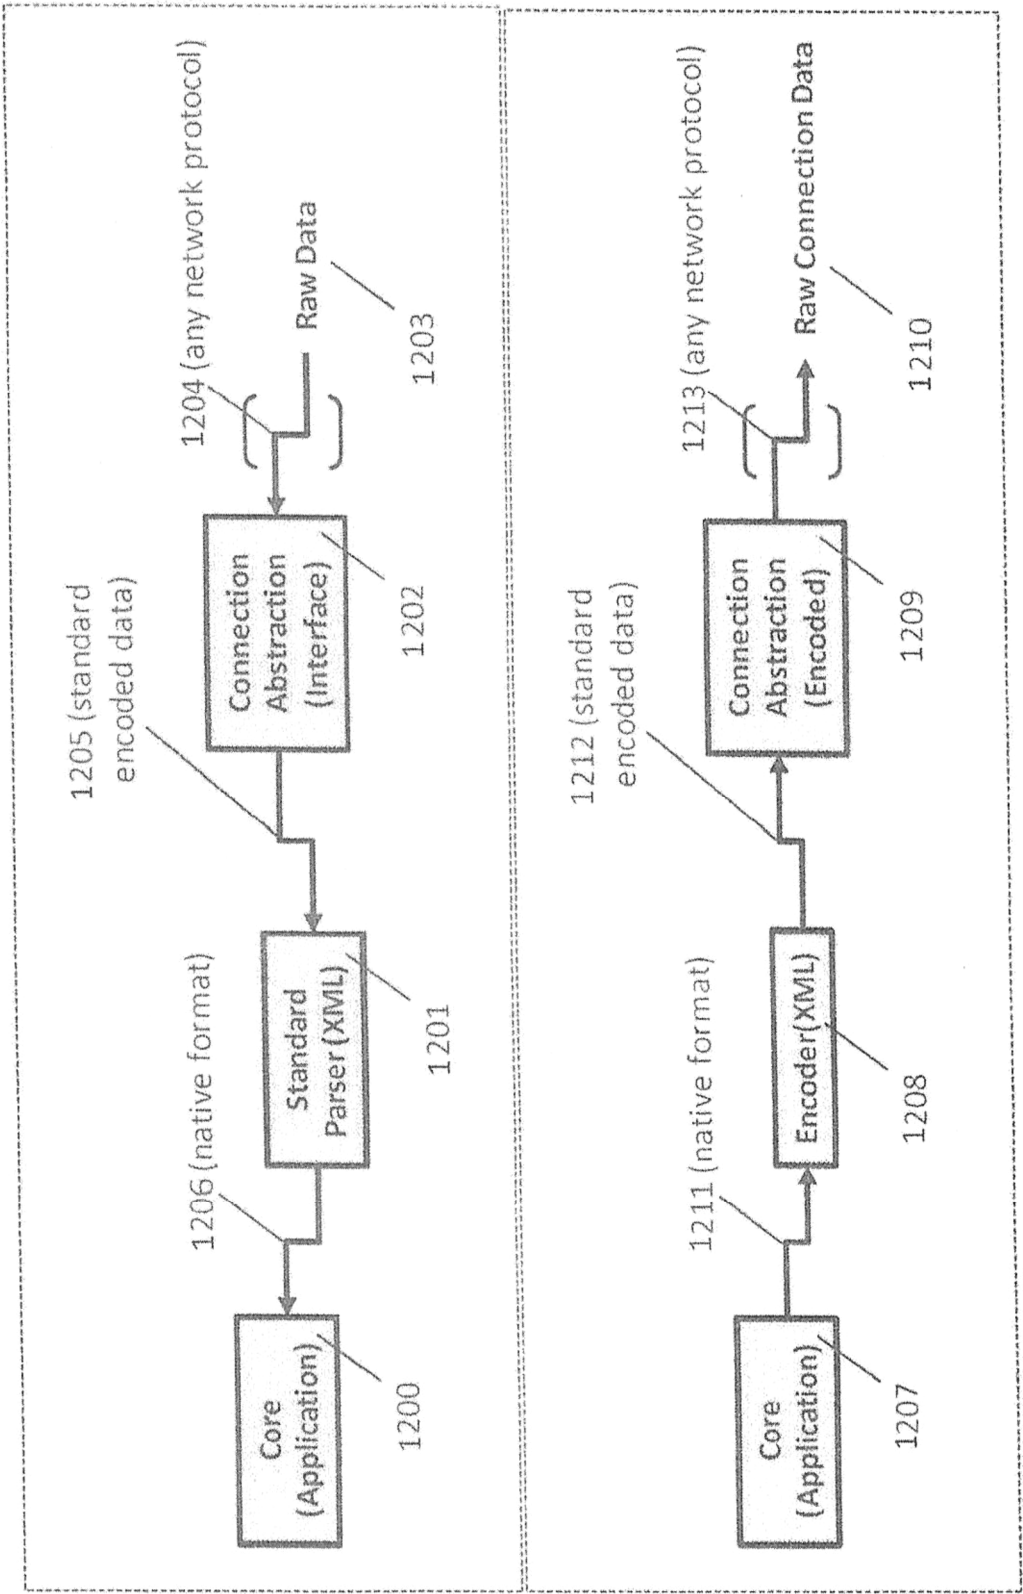 1204 (any network protocol)
Raw Data
1203
1205 (standard
encoded data)
Connection
Abstraction
(Interface)
1202
1206 (native format)
Standard
Parser (XML)
1201
Core
(Application)
1200
1213 (any network protocol)
Raw Connection Data
1210
1212 (standard
encoded data)
Connection
Abstraction
(Encoded)
1209
1211 (native format)
Encoder(XML)
1208
Core
(Application)
1207